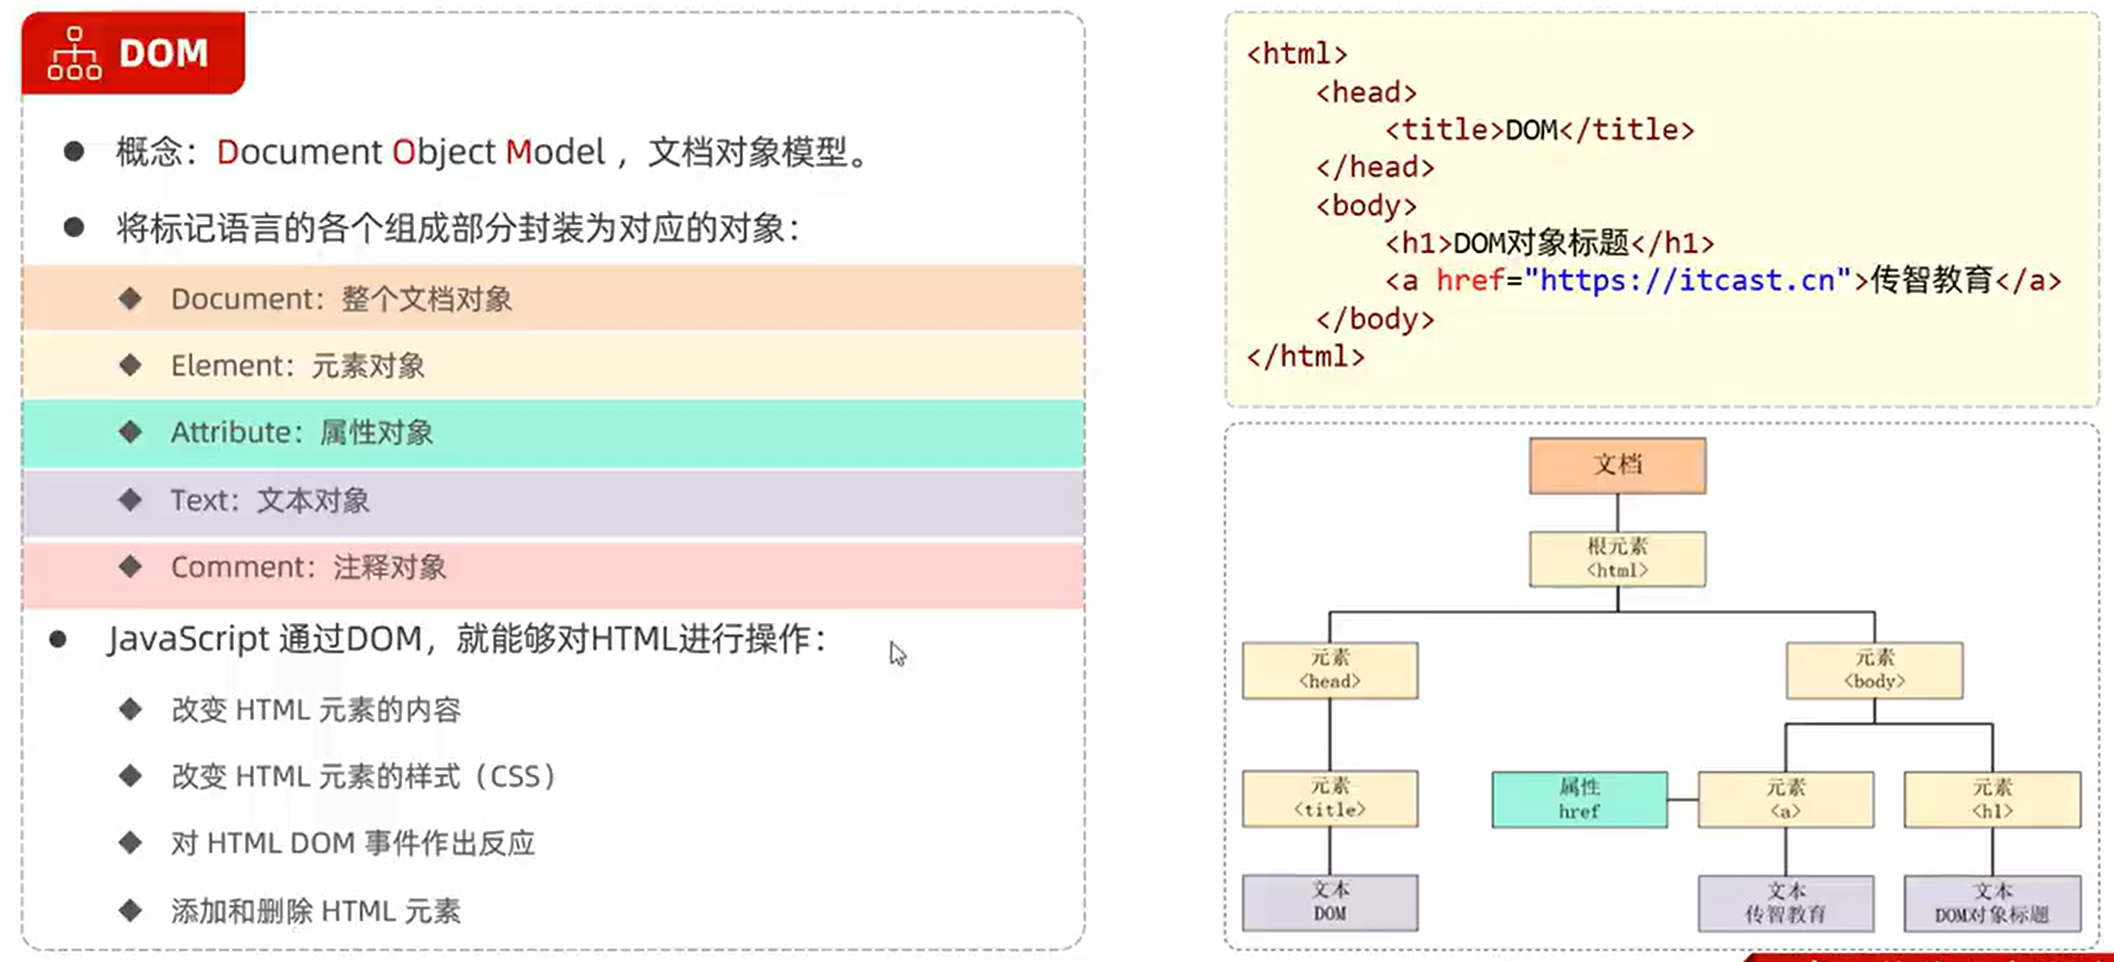 DOM
概念：Document Object Model ，文档对象模型。
将标记语言的各个组成部分封装为对应的对象：
Document：整个文档对象
Element：元素对象
Attribute：属性对象
Text：文本对象
Comment：注释对象
JavaScript 通过DOM，就能够对HTML进行操作：
改变 HTML 元素的内容
改变 HTML 元素的样式（CSS）
对 HTML DOM 事件作出反应
添加和删除 HTML 元素
<html>
<head>
<title>DOM</title>
</head>
<body>
<h1>DOM对象标题</h1>
<a href="https://itcast.cn">传智教育</a>
</body>
</html>
文档
根元素
<html>
元素
<head>
元素
<body>
元素
<title>
属性
href
元素
<a>
元素
<h1>
文本
DOM
文本
传智教育
文本
DOM对象标题